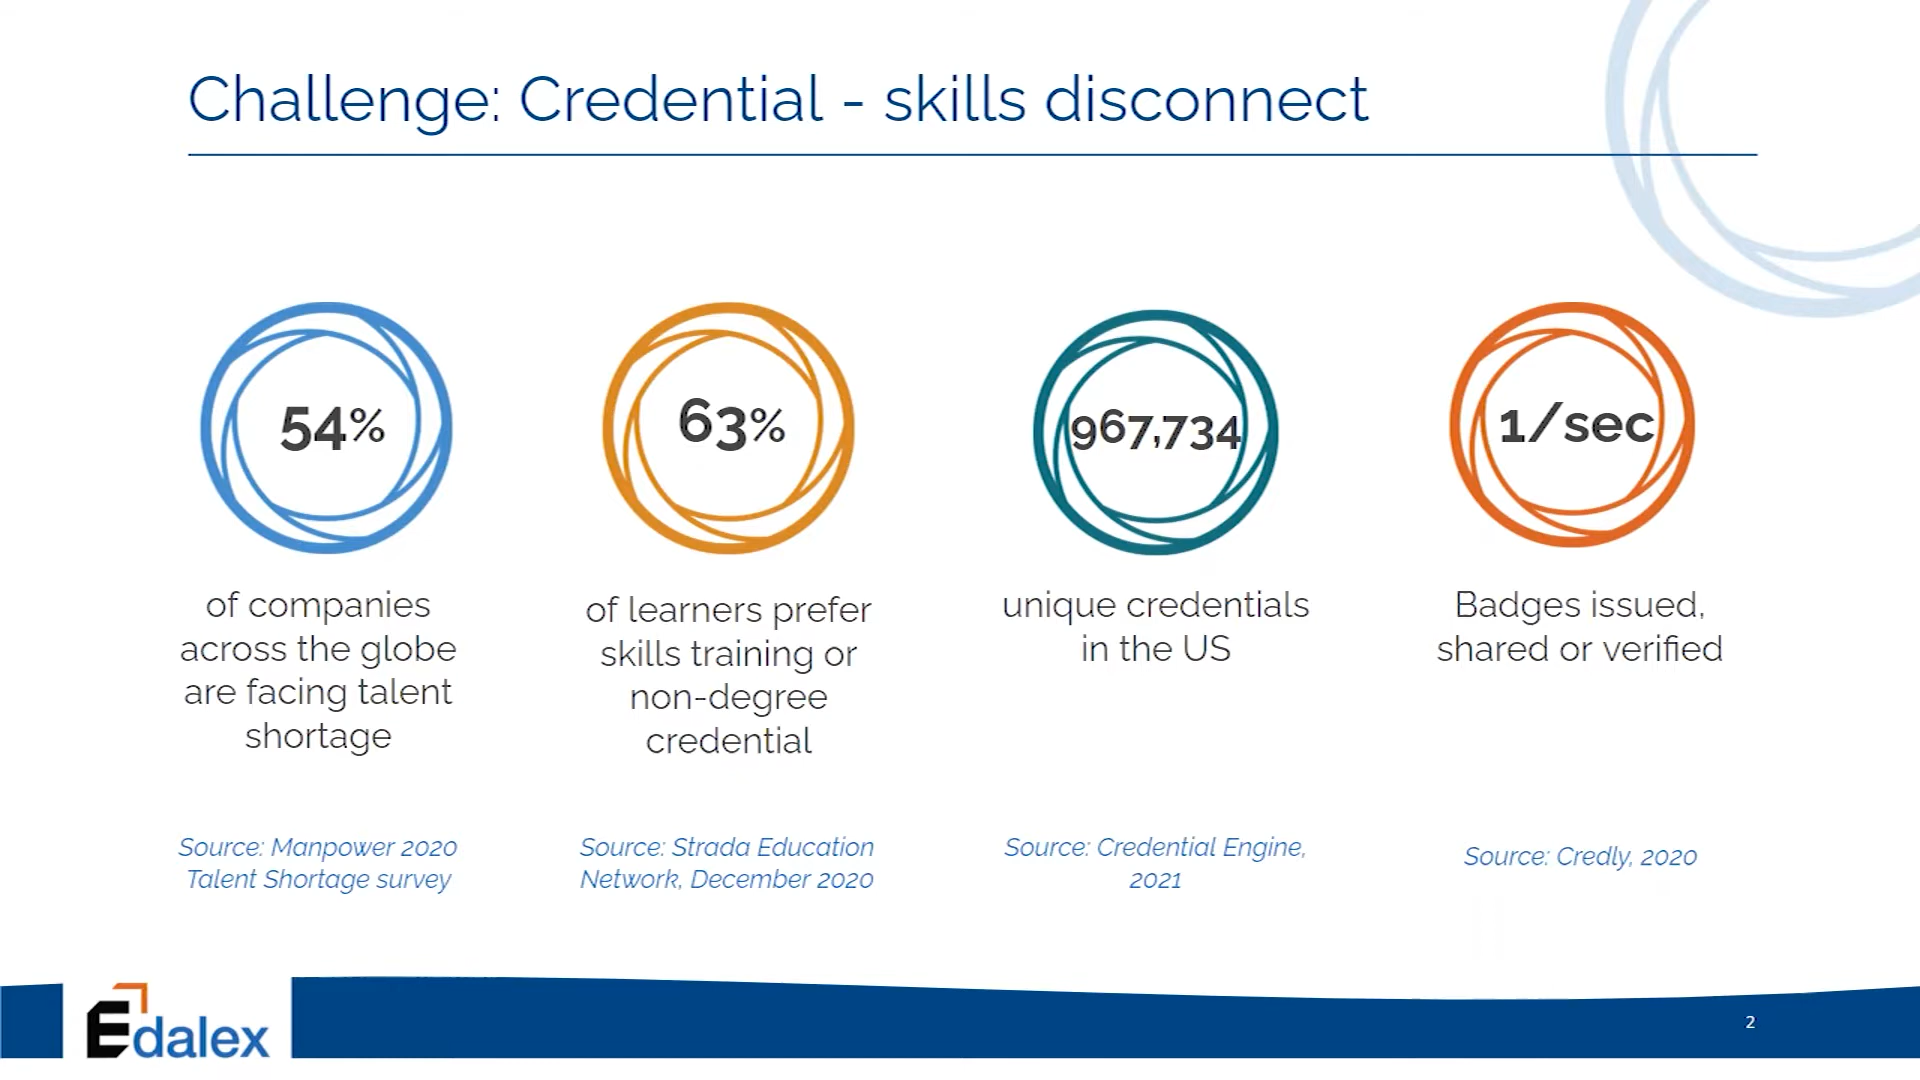 Challenge: Credential - skills disconnect
54%
of companies
across the globe
are facing talent
shortage
Source: Manpower 2020
Talent Shortage survey
63%
of learners prefer
skills training or
non-degree
credential
Source: Strada Education
Network, December 2020
967,734
unique credentials
in the US
Source: Credential Engine,
2021
1/sec
Badges issued,
shared or verified
Source: Credly, 2020
Edalex
2